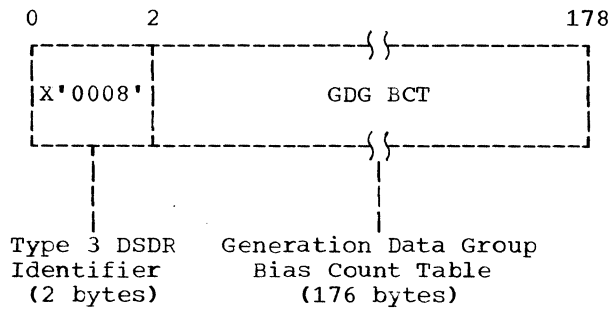 0 2 178
X'0008' GDG BCT
Type 3 DSDR Generation Data Group
Identifier Bias Count Table
(2 bytes) (176 bytes)